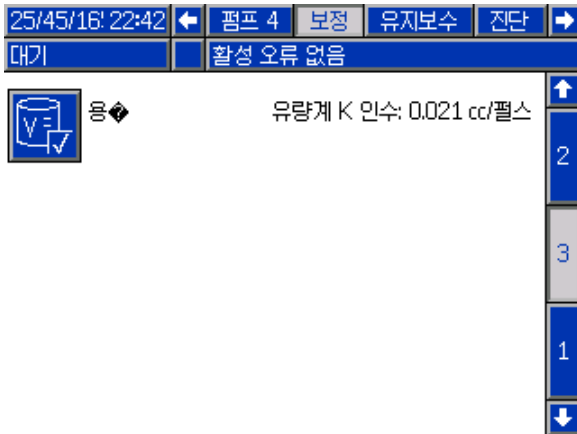 25/45/16' 22:42 펌프 4 보정 유지보수 진단
대기 활성 오류 없음
용� 유량계 K 인수: 0.021 cc/펄스
2
3
1